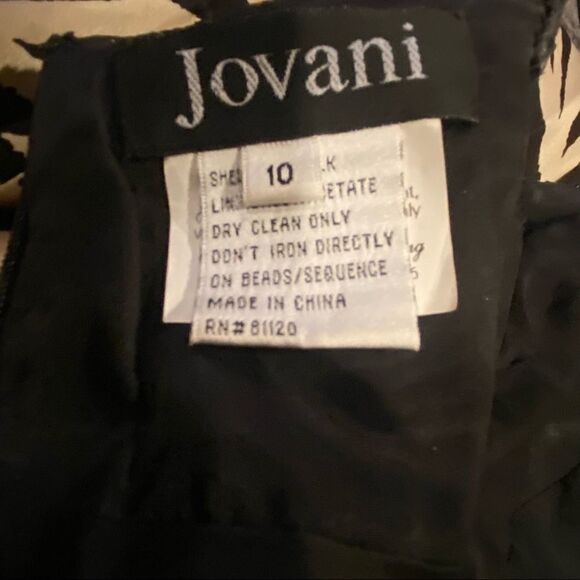 Jovani
10
DRY CLEAN ONLY
DON'T IRON DIRECTLY
ON BEADS/SEQUENCE
MADE IN CHINA
RN# 81120